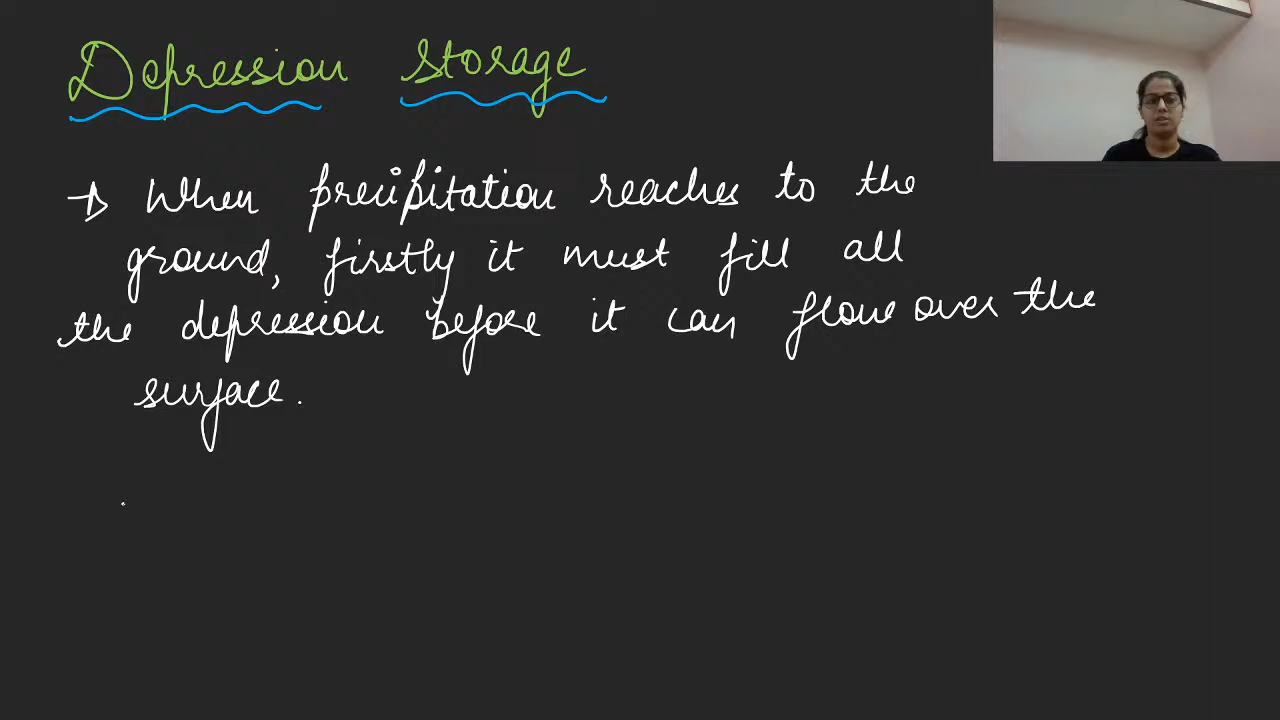 Depression storage
→ When precipitation reaches to the
ground, firstly it must fill all
the depression before it can flow over the
surface.